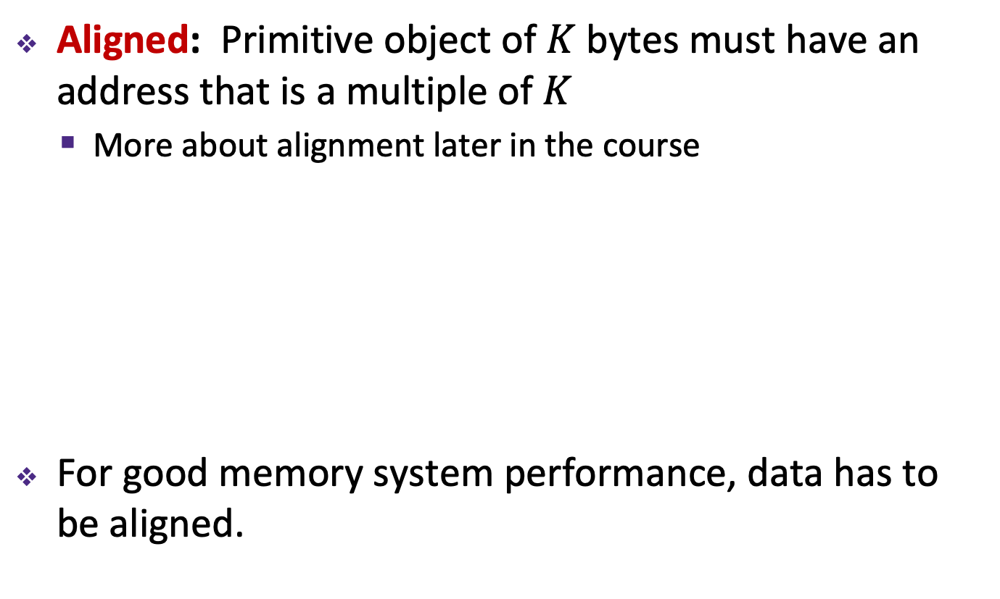 ❖ Aligned: Primitive object of K bytes must have an
address that is a multiple of K
▪ More about alignment later in the course
❖ For good memory system performance, data has to
be aligned.